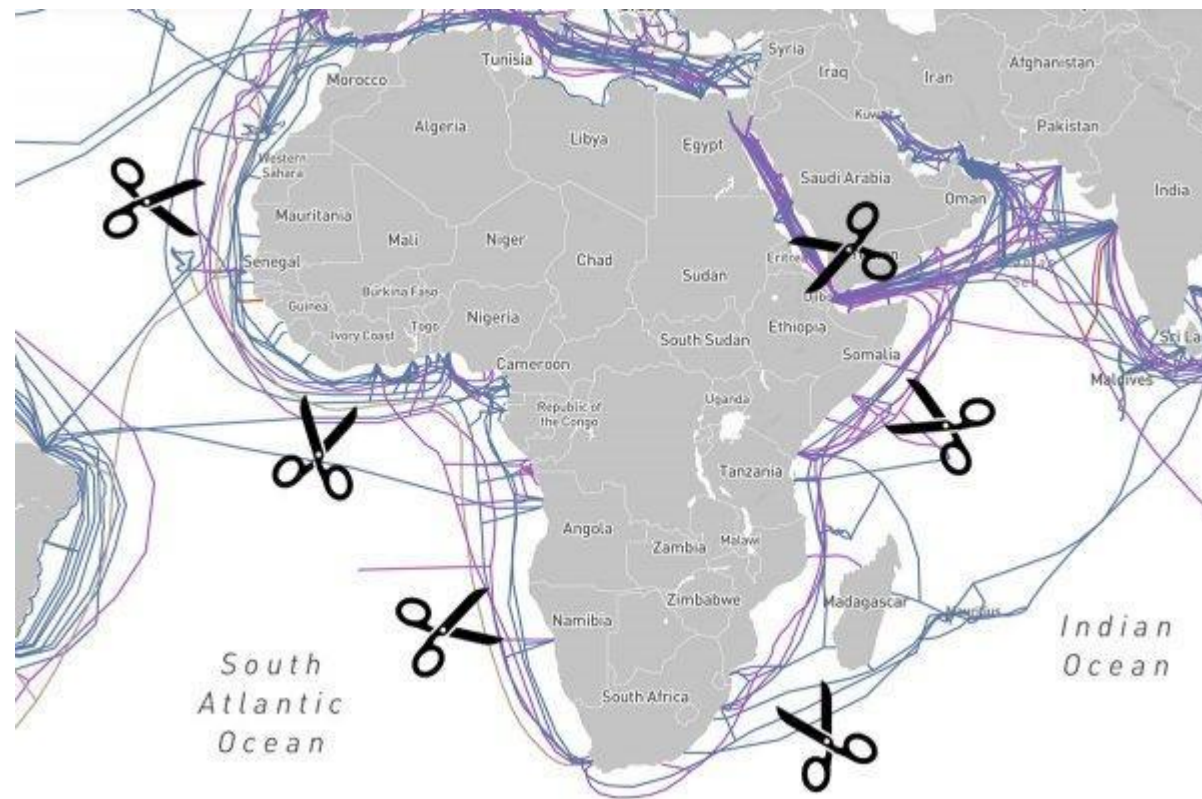 Syria
Tunisia
Iraq
Iran
Afghanistan
Morocco
Kuwait
Algeria
Libya
Egypt
Pakistan
Western
Sahara
Saudi Arabia
India
Oman
Mauritania
Mali
Niger
Chad
Sudan
Senegal
Burkina Faso
Guinea
Nigeria
Ivory Coast
Togo
Ethiopia
South Sudan
Somalia
Cameroon
Maldives
Uganda
Republic of
the Congo
Tanzania
Angola
Malawi
Zambia
Zimbabwe
Madagascar
Mauritius
Namibia
Indian
Ocean
South
Atlantic
Ocean
South Africa